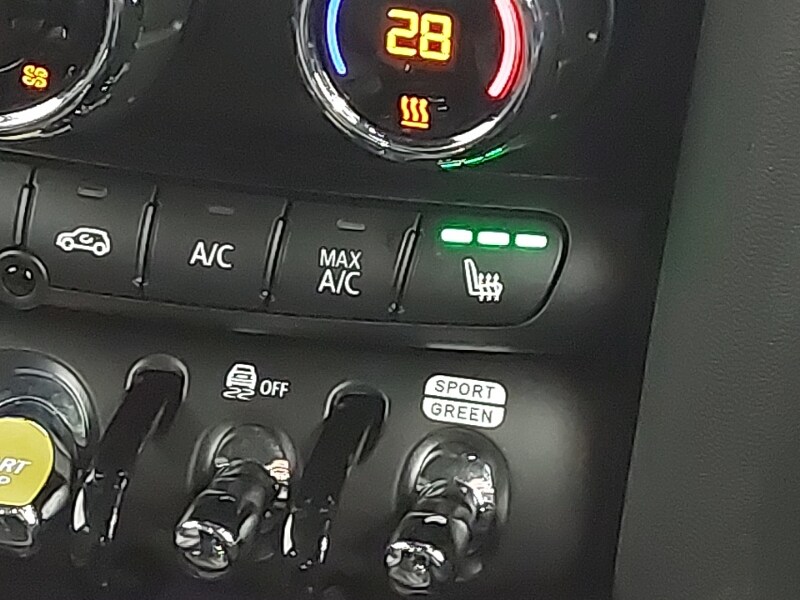 28
A/C
MAX
A/C
OFF
SPORT
GREEN